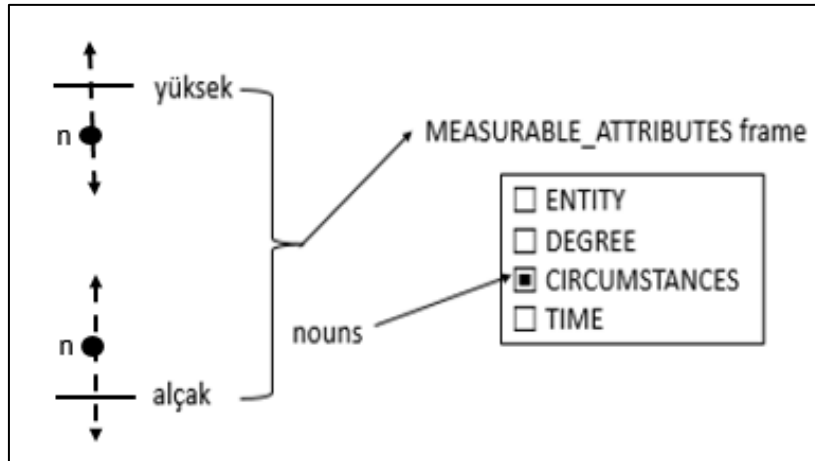 yüksek
n
MEASURABLE_ATTRIBUTES frame
ENTITY
DEGREE
CIRCUMSTANCES
TIME
nouns
n
alçak